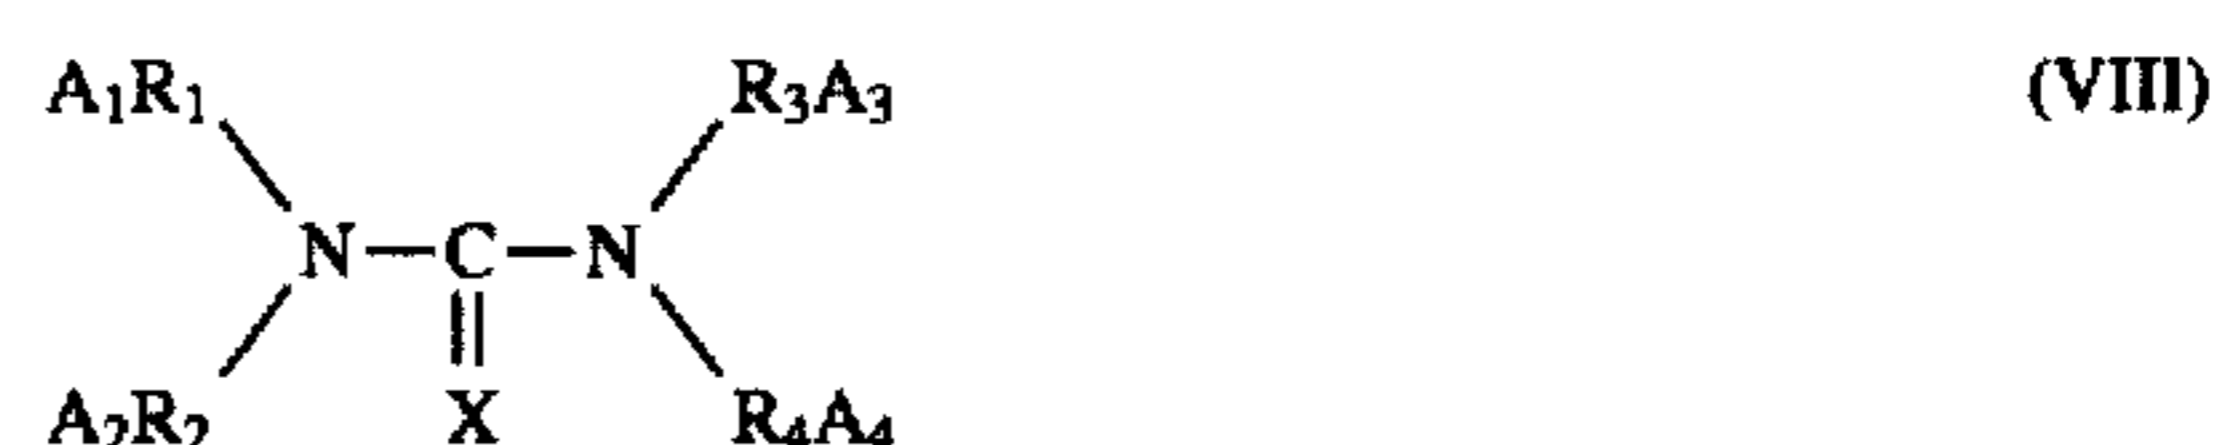 A₁R₁ R₃A₃ (VIII)
N—C—N
A₂R₂ X R₄A₄